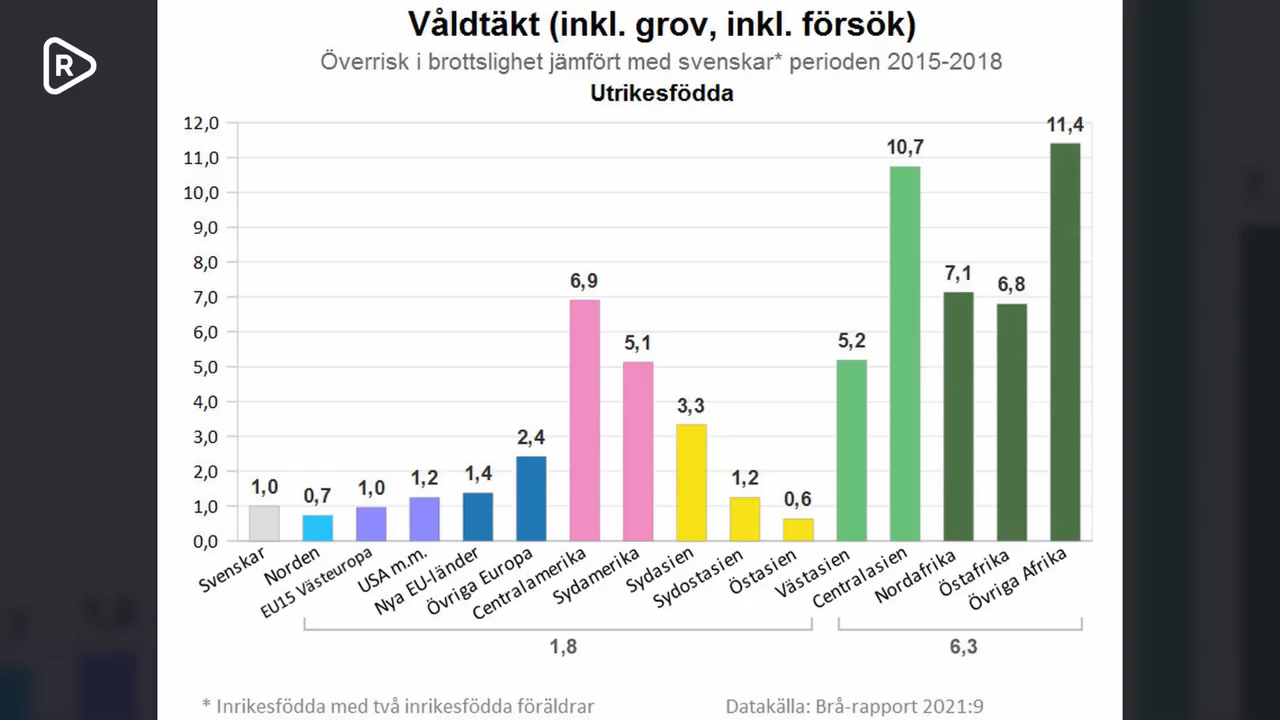 R
Våldtäkt (inkl. grov, inkl. försök)
Överrisk i brottslighet jämfört med svenskar* perioden 2015-2018
Utrikesfödda
12,0
11,0
10,0
9,0
8,0
7,0
6,0
5,0
4,0
3,0
2,0
1,0
0,0
1,0
0,7
1,0
1,2
1,4
2,4
6,9
5,1
3,3
1,2
0,6
5,2
10,7
7,1
6,8
11,4
Svenskar
Norden
EU15 Västeuropa
USA m.m.
Nya EU-länder
Övriga Europa
Centralamerika
Sydamerika
Sydasien
Sydostasien
Östasien
Västasien
Centralasien
Nordafrika
Östafrika
Övriga Afrika
1,8
6,3
* Inrikesfödda med två inrikesfödda föräldrar
Datakälla: Brå-rapport 2021:9